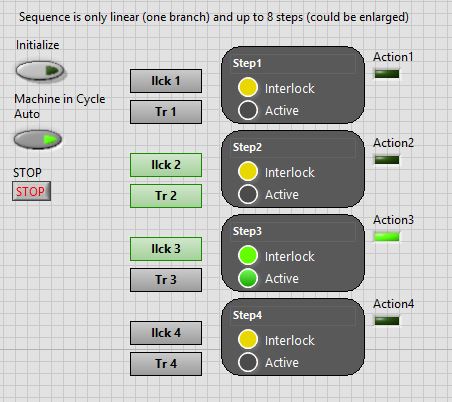 Sequence is only linear (one branch) and up to 8 steps (could be enlarged)
Initialize
Machine in Cycle
Auto
STOP
STOP
Ilck 1
Tr 1
Step1
Interlock
Active
Action1
Ilck 2
Tr 2
Step2
Interlock
Active
Action2
Ilck 3
Tr 3
Step3
Interlock
Active
Action3
Ilck 4
Tr 4
Step4
Interlock
Active
Action4